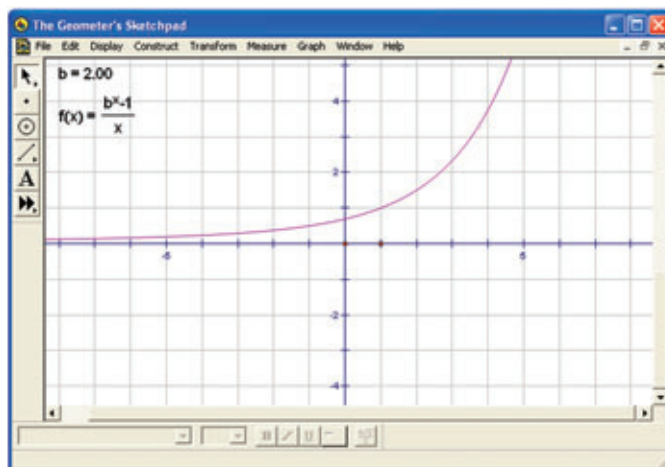 The Geometer's Sketchpad
File Edit Display Construct Transform Measure Graph Window Help
b = 2.00
f(x) = bˣ-1
x
4
2
-5
5
-2
-4
A
B I U